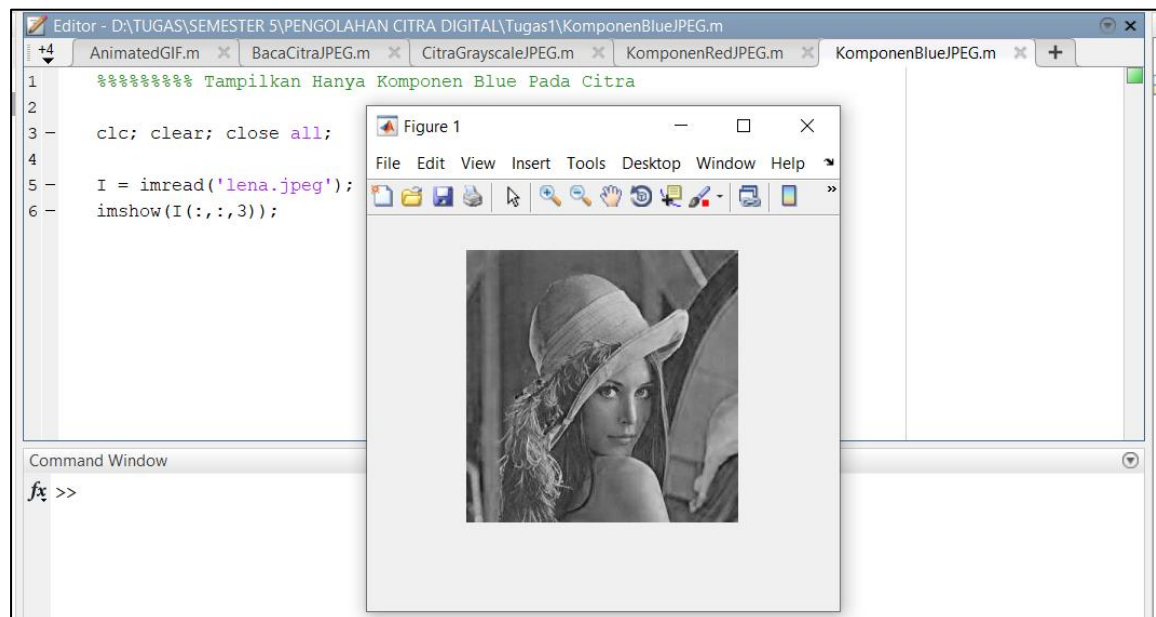 Editor - D:\TUGAS\SEMESTER 5\PENGOLAHAN CITRA DIGITAL\Tugas1\KomponenBlueJPEG.m
+4 AnimatedGIF.m BacaCitraJPEG.m CitraGrayscaleJPEG.m KomponenRedJPEG.m KomponenBlueJPEG.m +
1 %%%%%%%%% Tampilkan Hanya Komponen Blue Pada Citra
2
3 - clc; clear; close all;
4
5 - I = imread('lena.jpeg');
6 - imshow(I(:,:,3));
Figure 1
File Edit View Insert Tools Desktop Window Help
Command Window
fx >>